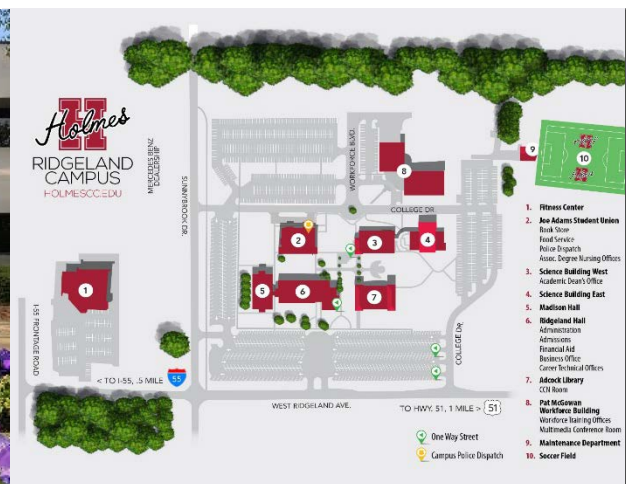 H
Holmes
RIDGELAND
CAMPUS
HOLMESCC.EDU
MERCEDES BENZ
DEALERSHIP
SUNNYBROOK DR.
WORKFORCE BLVD.
COLLEGE DR.
COLLEGE DR.
I-55 FRONTAGE ROAD
< TO I-55, .5 MILE
55
WEST RIDGELAND AVE.
TO HWY. 51, 1 MILE >
51
1
2
3
4
5
6
7
8
9
10
One Way Street
Campus Police Dispatch
1. Fitness Center
2. Joe Adams Student Union
Book Store
Food Service
Police Dispatch
Assoc. Degree Nursing Offices
3. Science Building West
Academic Dean's Office
4. Science Building East
5. Madison Hall
6. Ridgeland Hall
Administration
Admissions
Financial Aid
Business Office
Career Technical Offices
7. Adcock Library
CCN Room
8. Pat McGowan
Workforce Building
Workforce Training Offices
Multimedia Conference Room
9. Maintenance Department
10. Soccer Field